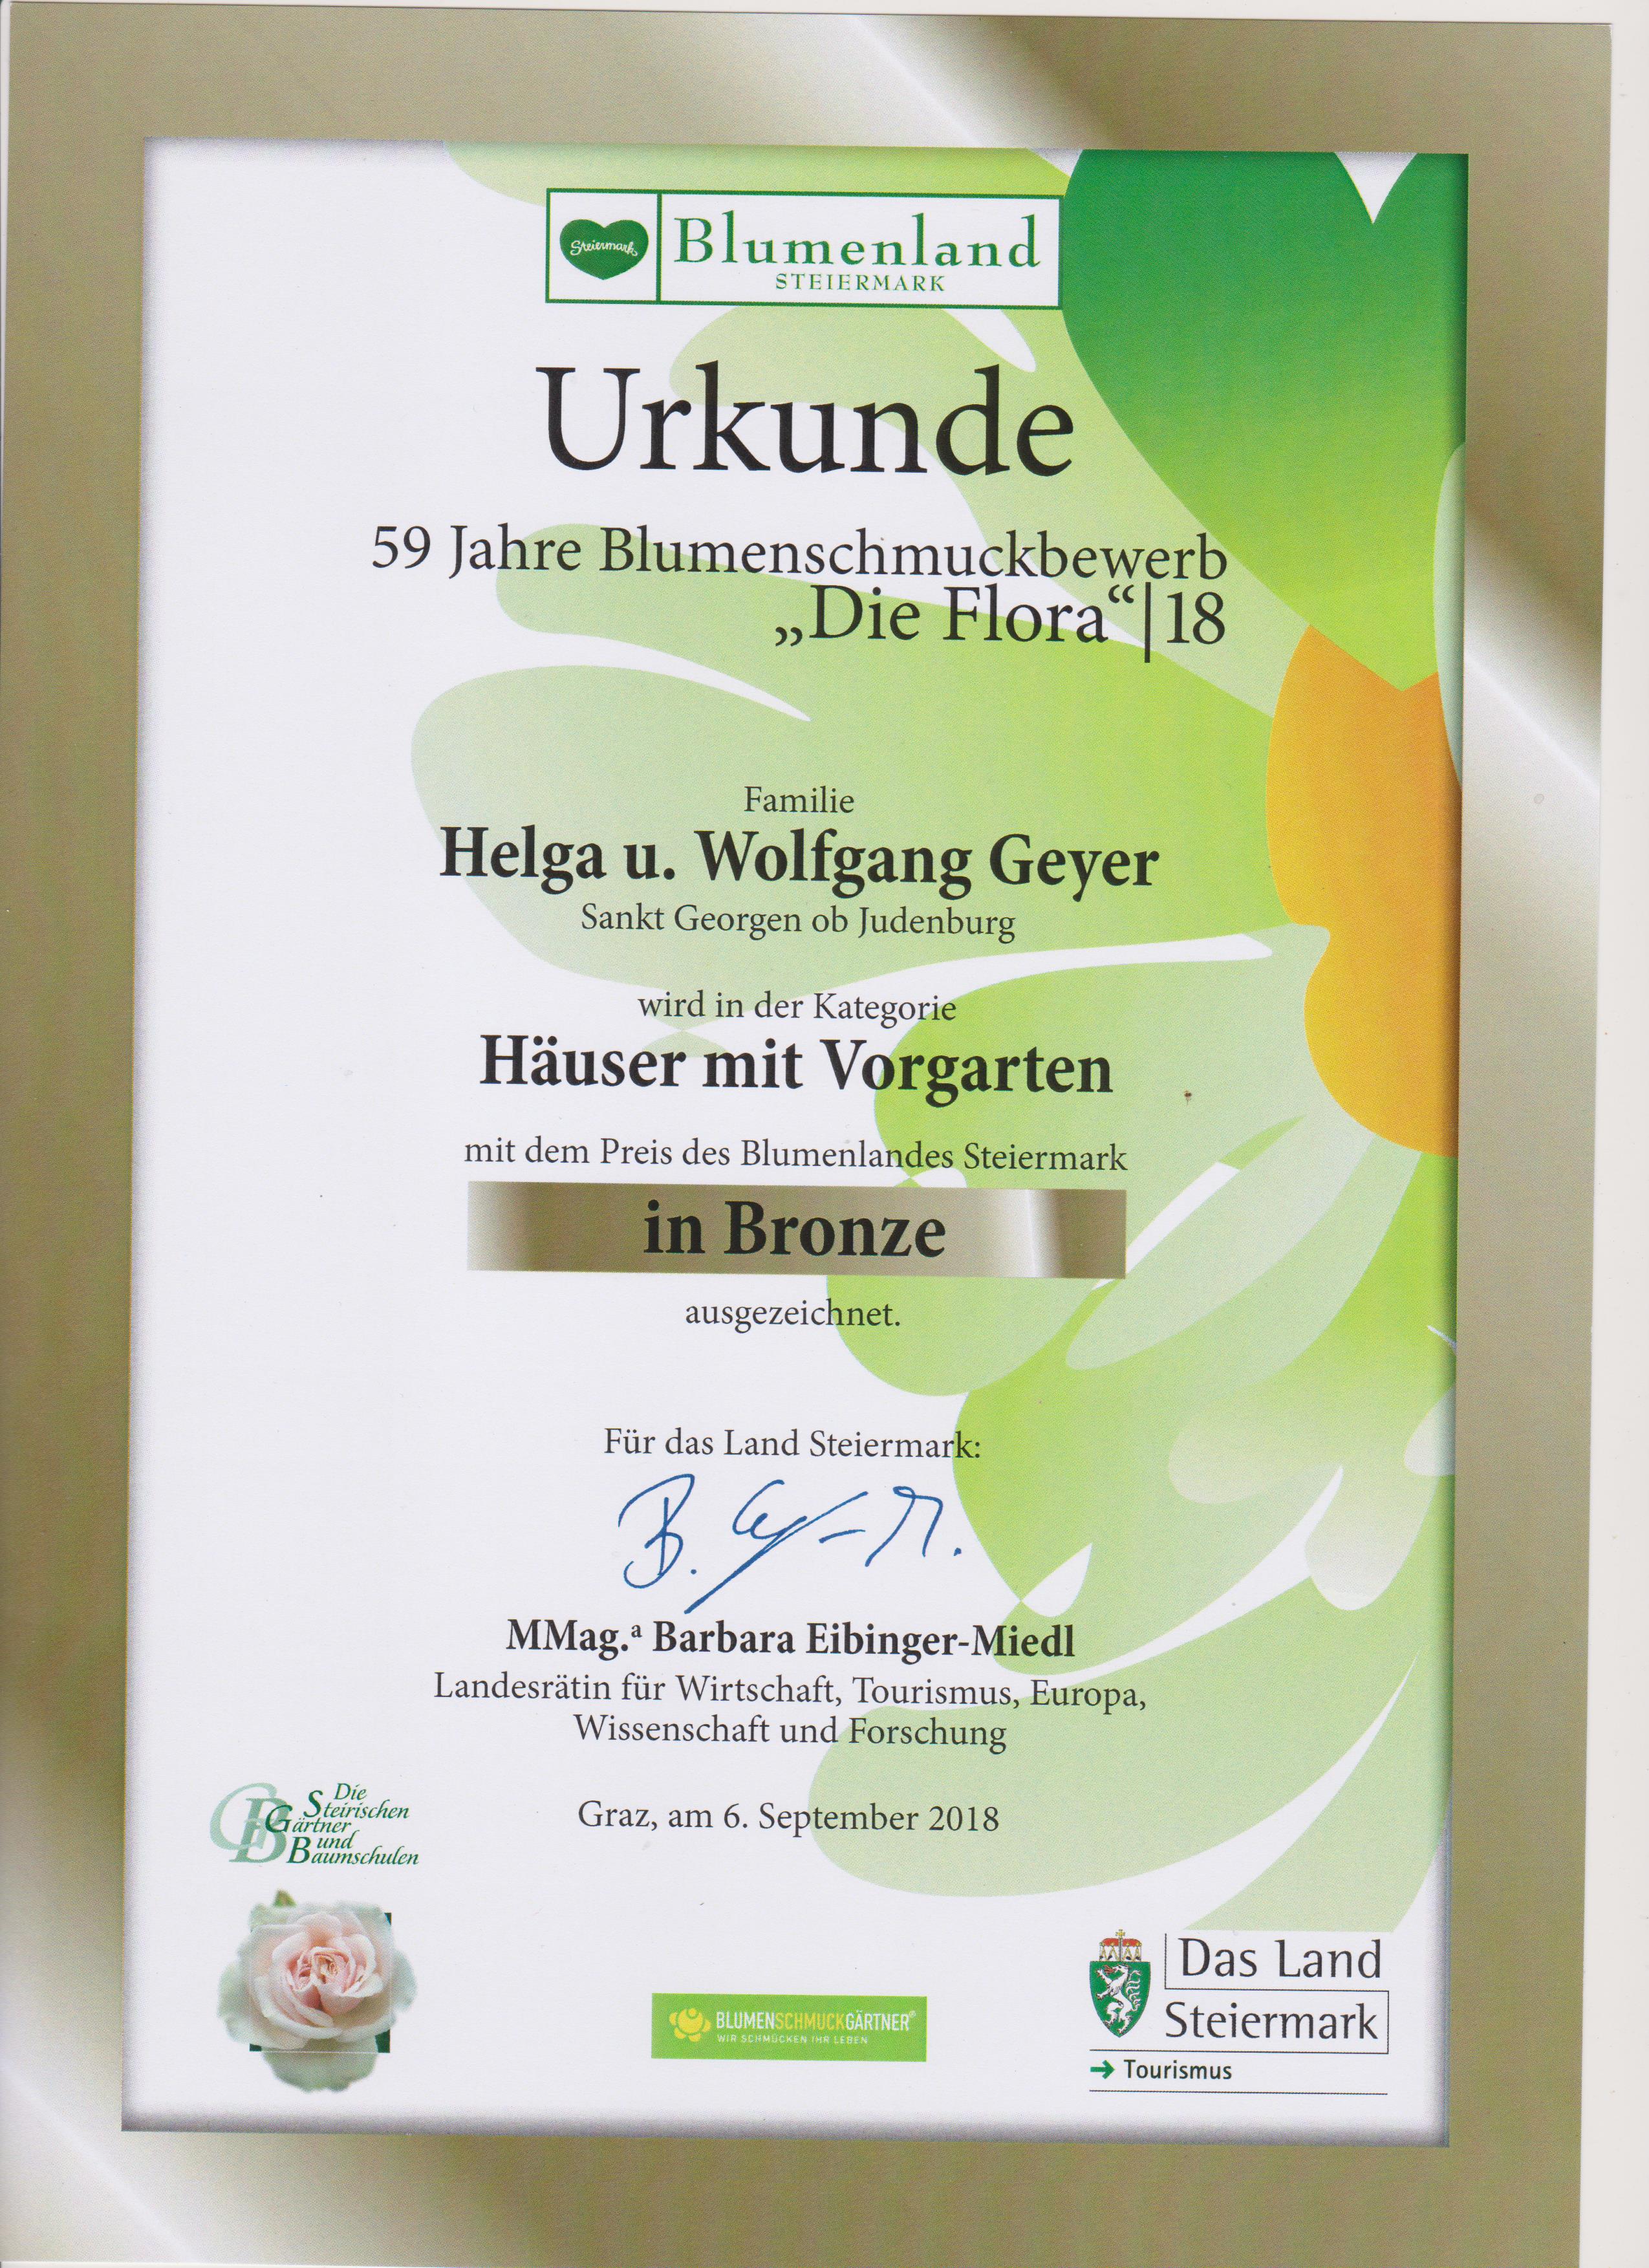 Steiermark
Blumenland
STEIERMARK
Urkunde
59 Jahre Blumenschmuckbewerb
„Die Flora“|18
Familie
Helga u. Wolfgang Geyer
Sankt Georgen ob Judenburg
wird in der Kategorie
Häuser mit Vorgarten
mit dem Preis des Blumenlandes Steiermark
in Bronze
ausgezeichnet.
Für das Land Steiermark:
MMag.ª Barbara Eibinger-Miedl
Landesrätin für Wirtschaft, Tourismus, Europa,
Wissenschaft und Forschung
Graz, am 6. September 2018
Die
Steirischen
Gärtner
und
Baumschulen
BLUMENSCHMUCKGÄRTNER®
WIR SCHMÜCKEN IHR LEBEN
Das Land
Steiermark
→ Tourismus